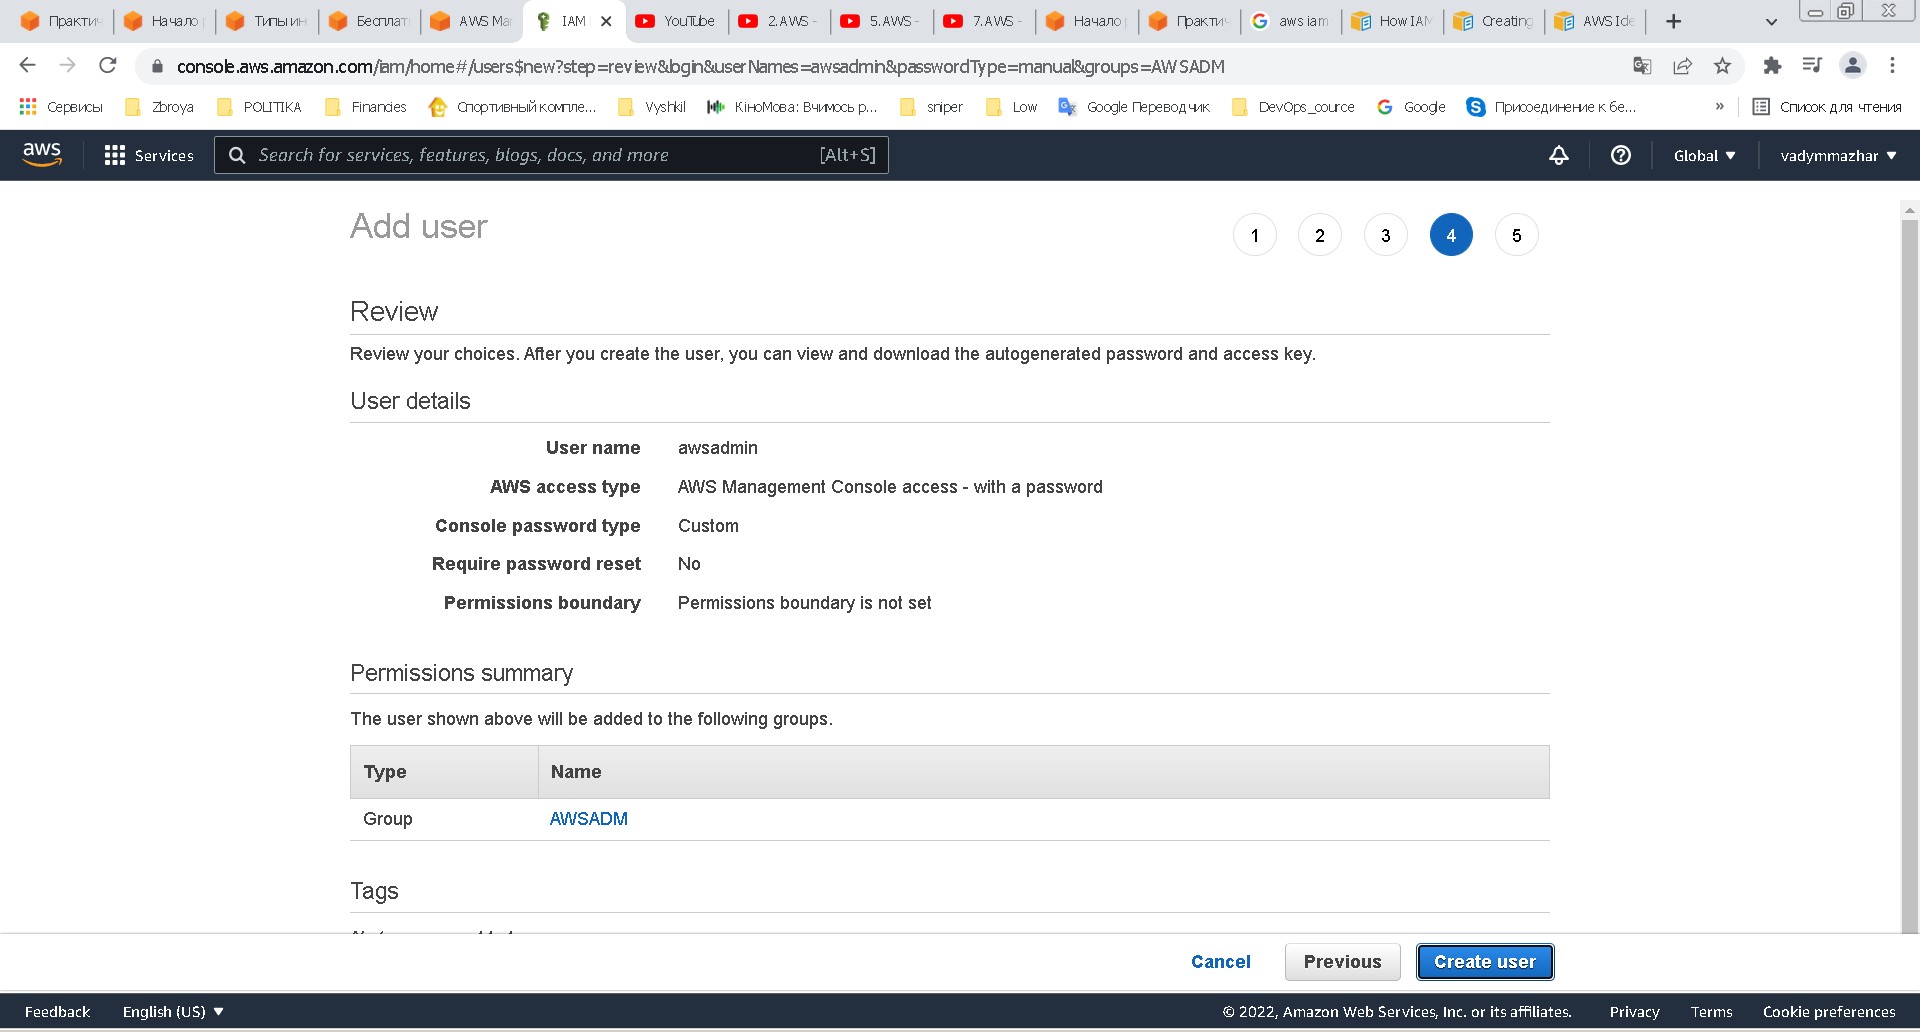 Практич Начало Типы ин Бесплат AWS Ma IAM YouTube 2.AWS - 5.AWS - 7.AWS - Начало Практич aws iam How IAM Creating AWS Ide
console.aws.amazon.com/iam/home#/users$new?step=review&login&userNames=awsadmin&passwordType=manual&groups=AWSADM
Сервисы Zbroya POLITIKA Financies Спортивный компле... Vyshkil КіноМова: Вчимось р... sniper Low Google Переводчик DevOps_cource Google Присоединение к бе... » Список для чтения
aws Services Search for services, features, blogs, docs, and more [Alt+S] Global vadymmazhar
Add user 1 2 3 4 5
Review
Review your choices. After you create the user, you can view and download the autogenerated password and access key.
User details
User name awsadmin
AWS access type AWS Management Console access - with a password
Console password type Custom
Require password reset No
Permissions boundary Permissions boundary is not set
Permissions summary
The user shown above will be added to the following groups.
Type Name
Group AWSADM
Tags
Cancel Previous Create user
Feedback English (US) © 2022, Amazon Web Services, Inc. or its affiliates. Privacy Terms Cookie preferences